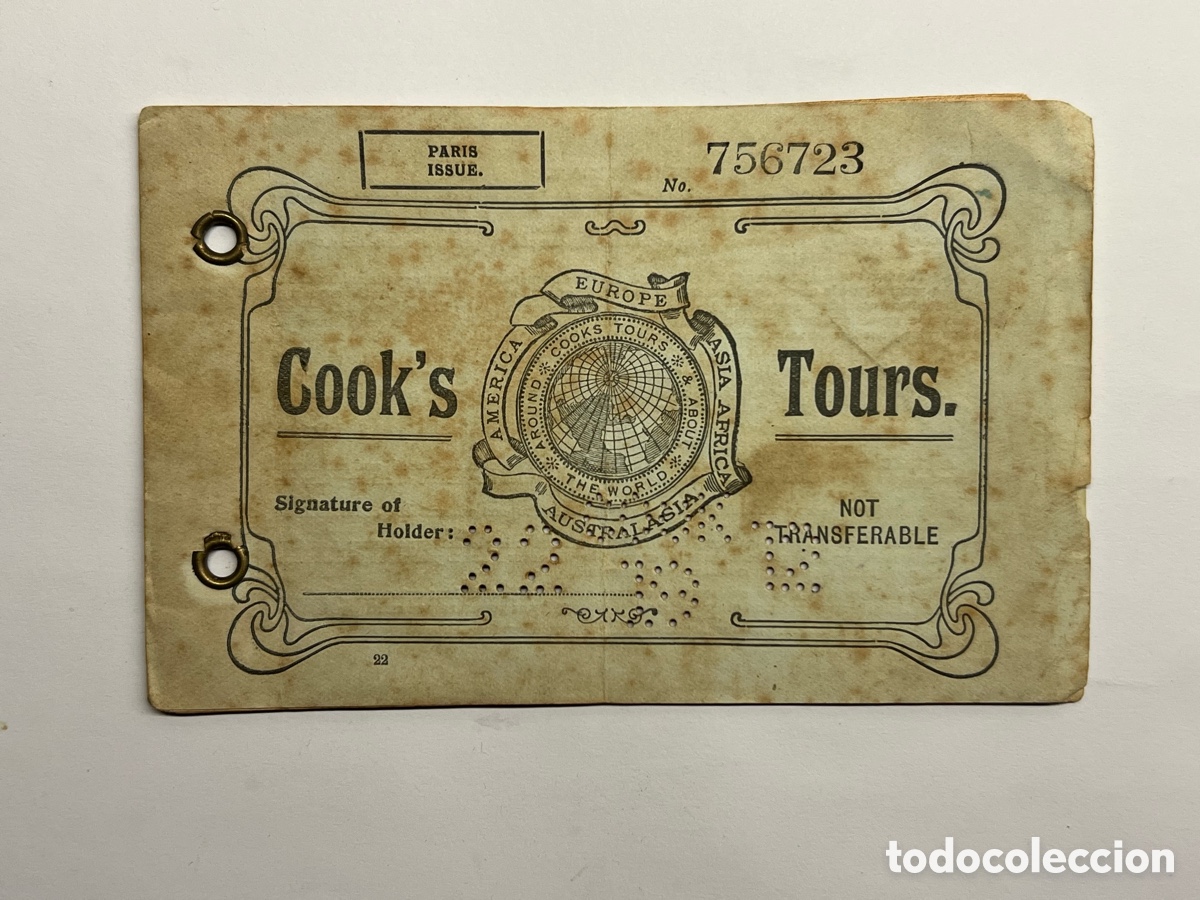 PARIS
ISSUE.
No. 756723
EUROPE
AMERICA
ASIA AFRICA
AUSTRALASIA
COOKS TOURS
AROUND & ABOUT
THE WORLD
Cook's Tours.
Signature of
Holder:
NOT
TRANSFERABLE
22
todocoleccion